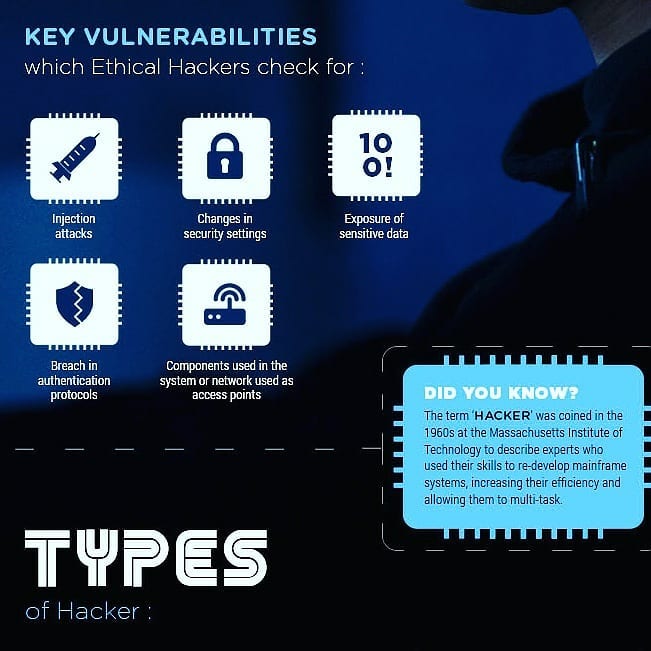 KEY VULNERABILITIES
which Ethical Hackers check for :
Injection
attacks
Changes in
security settings
10
0!
Exposure of
sensitive data
Breach in
authentication
protocols
Components used in the
system or network used as
access points
DID YOU KNOW?
The term 'HACKER' was coined in the
1960s at the Massachusetts Institute of
Technology to describe experts who
used their skills to re-develop mainframe
systems, increasing their efficiency and
allowing them to multi-task.
TYPES
of Hacker :